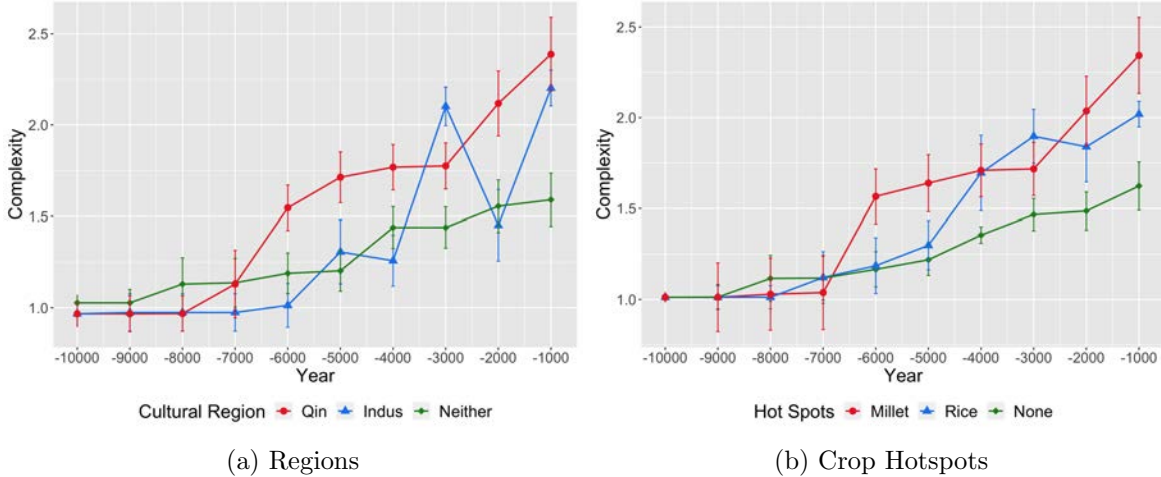 Complexity
2.5
2.0
1.5
1.0
-10000 -9000 -8000 -7000 -6000 -5000 -4000 -3000 -2000 -1000
Year
Cultural Region Qin Indus Neither
(a) Regions
Complexity
2.5
2.0
1.5
1.0
-10000 -9000 -8000 -7000 -6000 -5000 -4000 -3000 -2000 -1000
Year
Hot Spots Millet Rice None
(b) Crop Hotspots